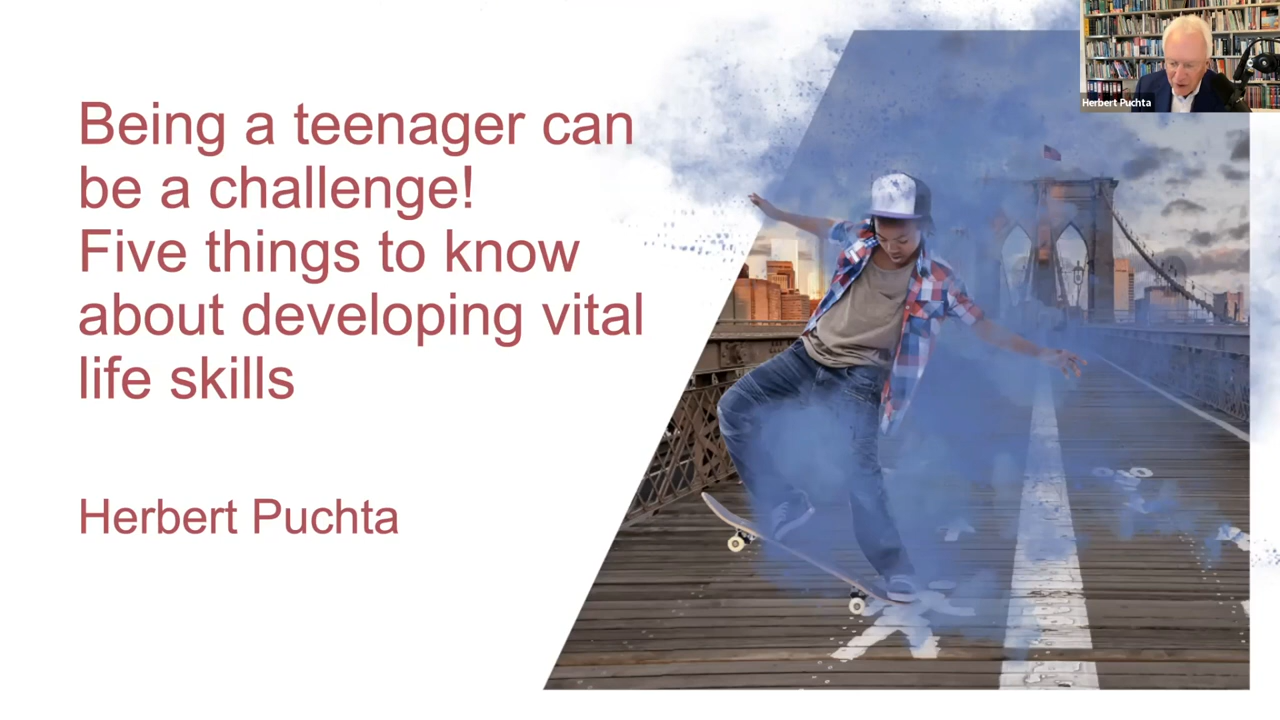 Being a teenager can
be a challenge!
Five things to know
about developing vital
life skills
Herbert Puchta
Herbert Puchta